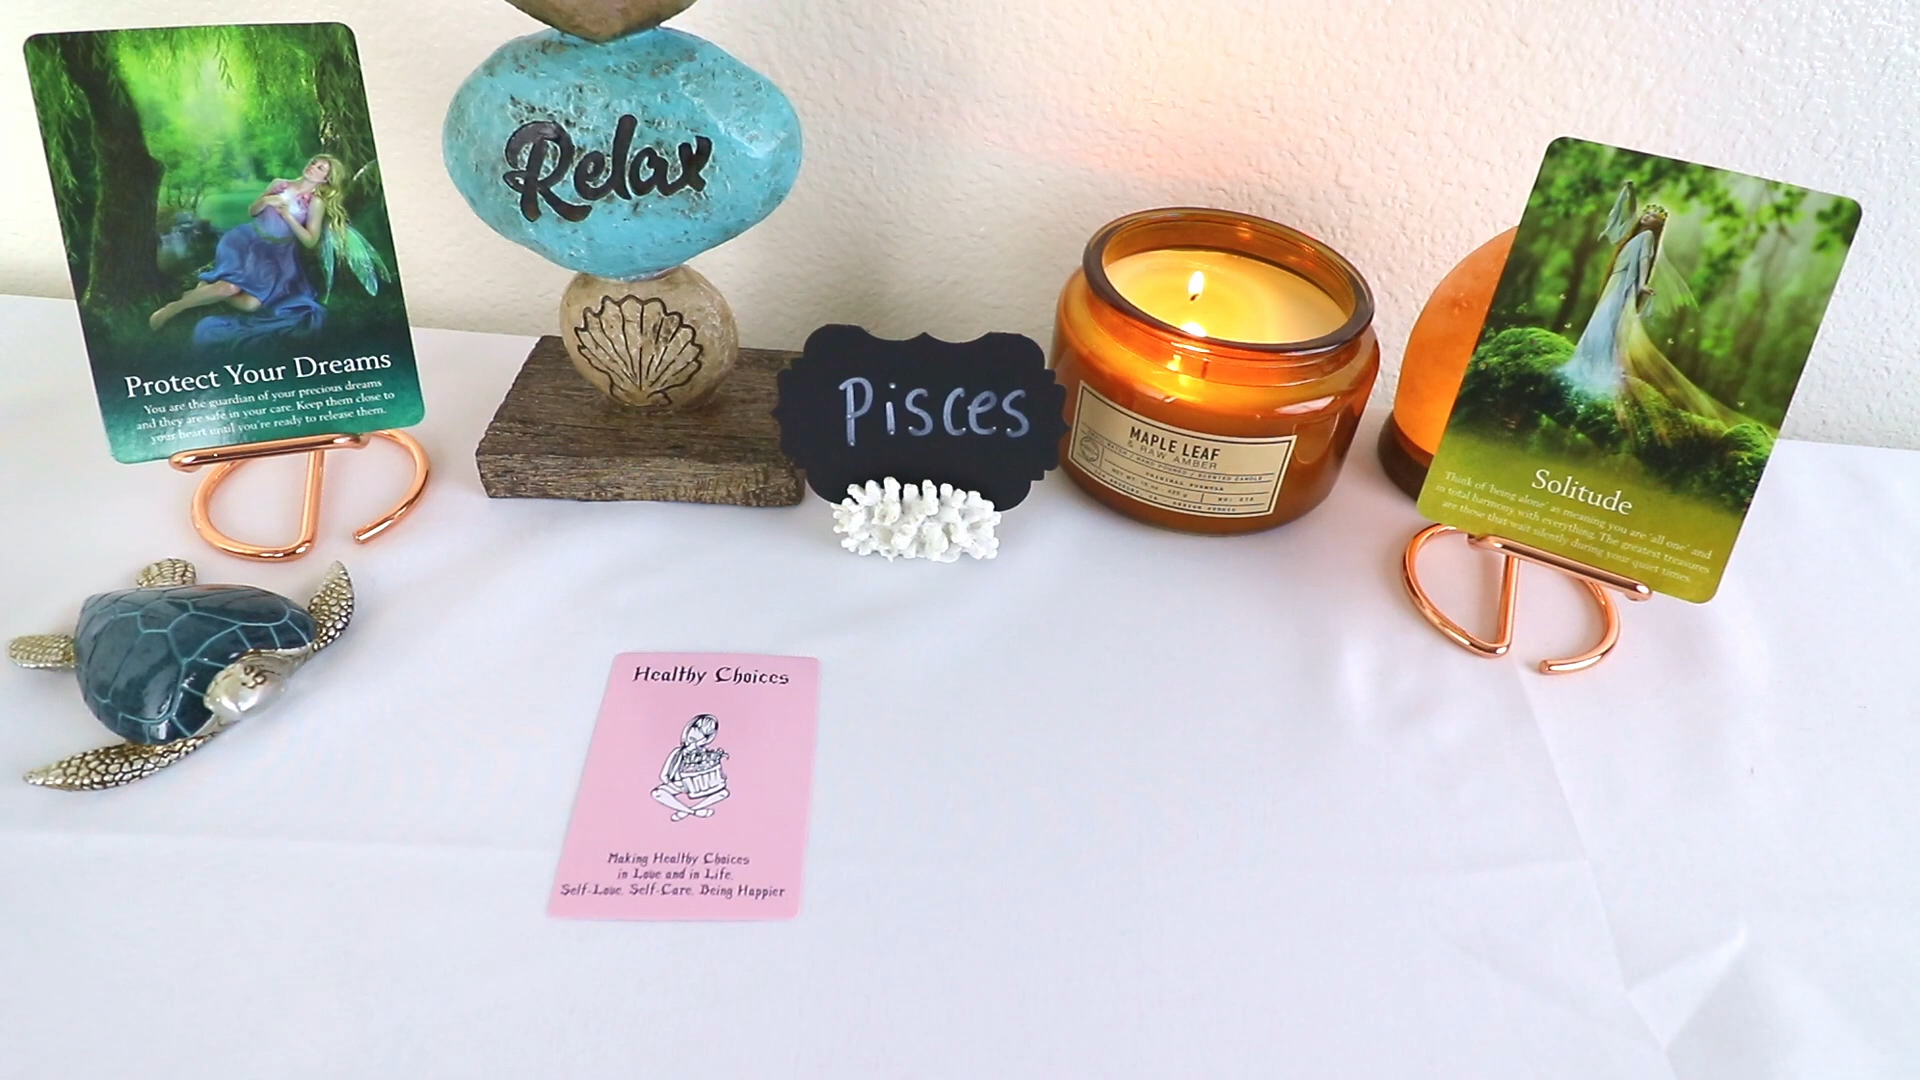 Relax
Protect Your Dreams
You are the guardian of your precious dreams
and they are safe in your care. Keep them close to
your heart until you're ready to release them.
Pisces
MAPLE LEAF
& RAW AMBER
Solitude
Think of 'being alone' as meaning you are 'all one' and
in total harmony with everything. The greatest treasures
are those that wait silently during your quiet times.
Healthy Choices
Making Healthy Choices
in Love and in Life.
Self-Love. Self-Care. Being Happier